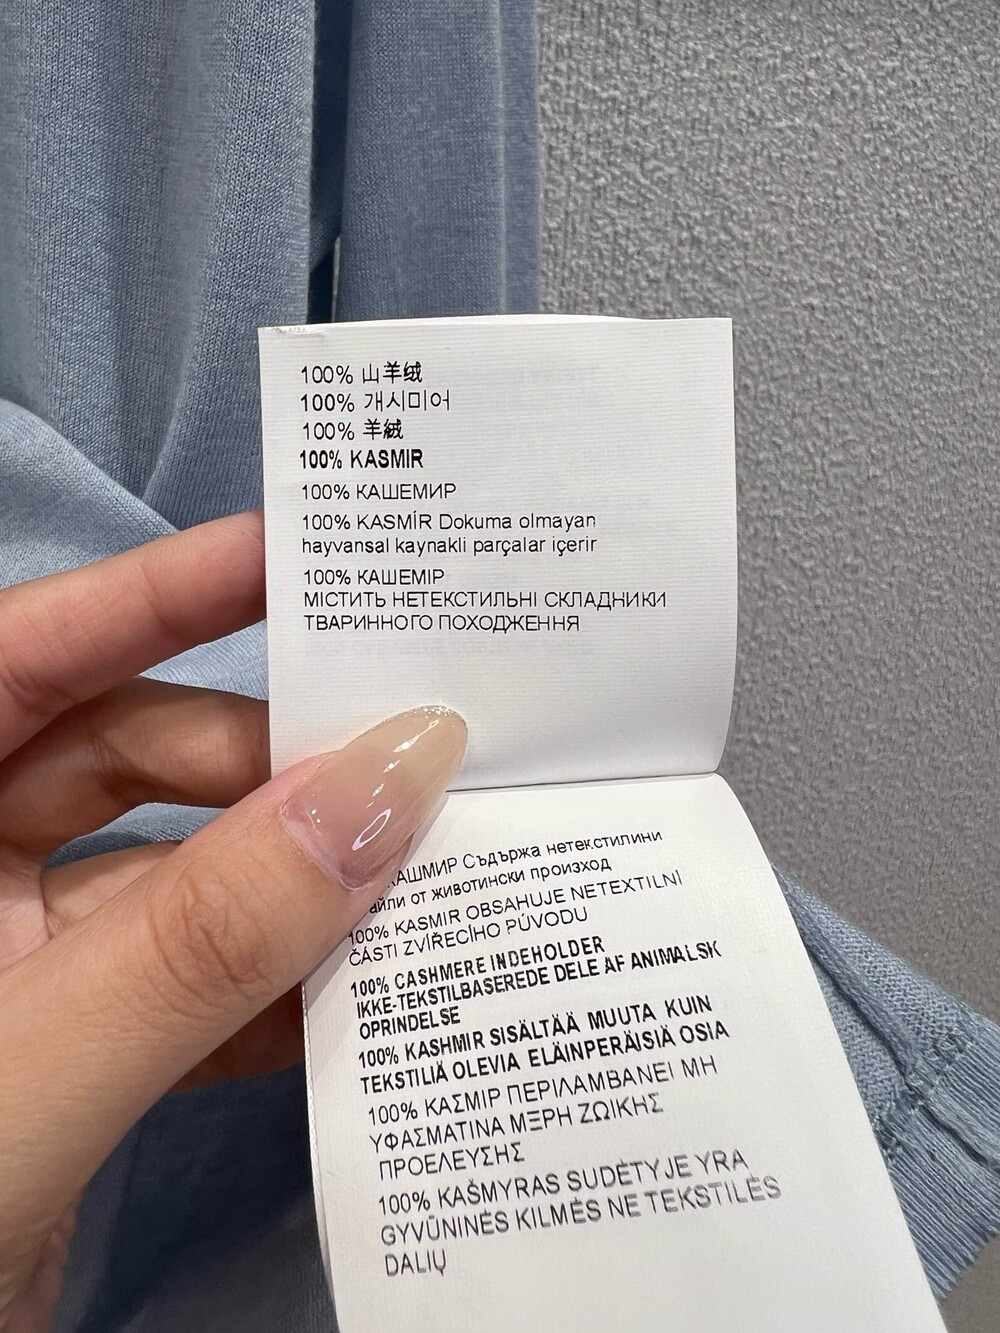 100% 山羊绒
100% 개시미어
100% 羊絨
100% KASMIR
100% КАШЕМИР
100% KASMİR Dokuma olmayan
hayvansal kaynakli parçalar içerir
100% КАШЕМІР
МІСТИТЬ НЕТЕКСТИЛЬНІ СКЛАДНИКИ
ТВАРИННОГО ПОХОДЖЕННЯ
КАШМИР Съдържа нетекстилини
от животински произход
100% KASMIR OBSAHUJE NETEXTILNÍ
ČÁSTI ZVÍŘECÍHO PÚVODU
100% CASHMERE INDEHOLDER
IKKE-TEKSTILBASEREDE DELE AF ANIMALSK
OPRINDELSE
100% KASHMIR SISÄLTÄÄ MUUTA KUIN
TEKSTILIÄ OLEVIA ELÄINPERÄISIÄ OSIA
100% ΚΑΣΜΙΡ ΠΕΡΙΛΑΜΒΑΝΕΙ ΜΗ
ΥΦΑΣΜΑΤΙΝΑ ΜΕΡΗ ΖΩΙΚΗΣ
ΠΡΟΕΛΕΥΣΗΣ
100% KAŠMYRAS SUDĖTYJE YRA
GYVŪNINĖS KILMĖS NE TEKSTILĖS
DALIŲ